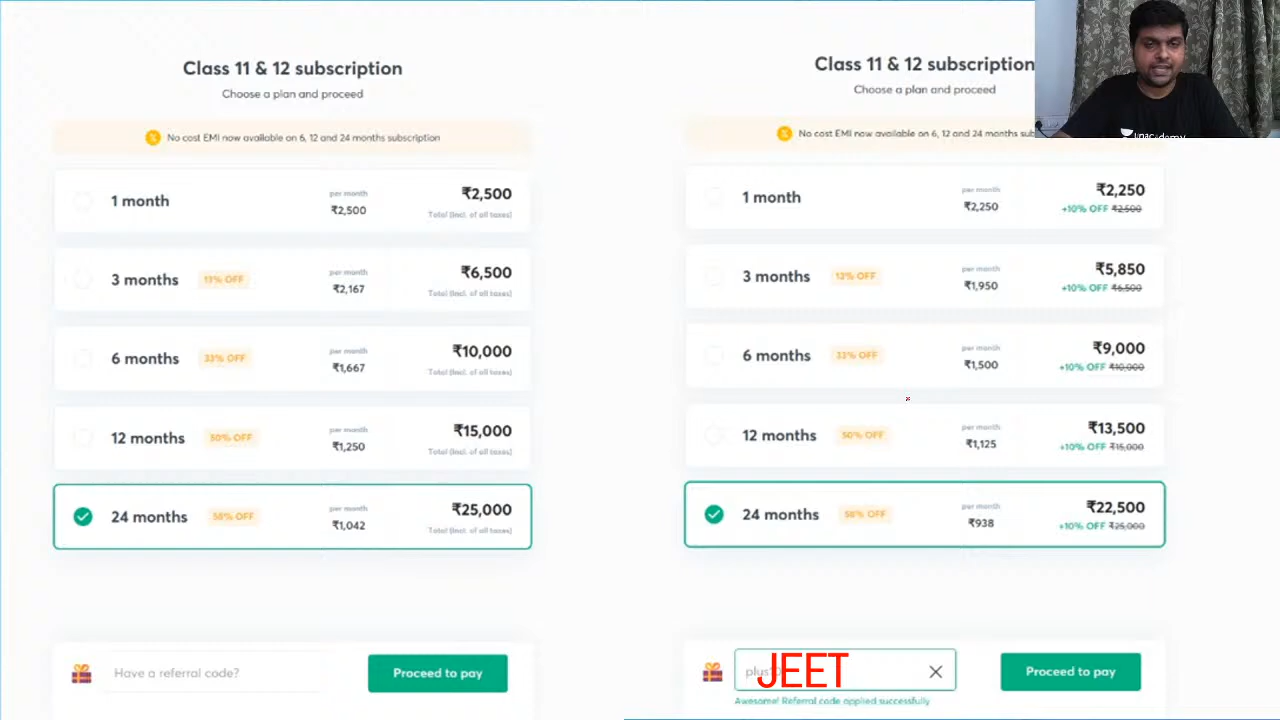 Class 11 & 12 subscription
Choose a plan and proceed
No cost EMI now available on 6, 12 and 24 months subscription
1 month
per month
₹2,500
₹2,500
Total (Incl. of all taxes)
3 months
13% OFF
per month
₹2,167
₹6,500
Total (Incl. of all taxes)
6 months
33% OFF
per month
₹1,667
₹10,000
Total (Incl. of all taxes)
12 months
50% OFF
per month
₹1,250
₹15,000
Total (Incl. of all taxes)
24 months
58% OFF
per month
₹1,042
₹25,000
Total (Incl. of all taxes)
Have a referral code?
Proceed to pay
Class 11 & 12 subscription
Choose a plan and proceed
No cost EMI now available on 6, 12 and 24 months sub
1 month
per month
₹2,250
₹2,250
+10% OFF ₹2,500
3 months
13% OFF
per month
₹1,950
₹5,850
+10% OFF ₹6,500
6 months
33% OFF
per month
₹1,500
₹9,000
+10% OFF ₹10,000
12 months
50% OFF
per month
₹1,125
₹13,500
+10% OFF ₹15,000
24 months
58% OFF
per month
₹938
₹22,500
+10% OFF ₹25,000
JEET
Proceed to pay
Awesome! Referral code applied successfully